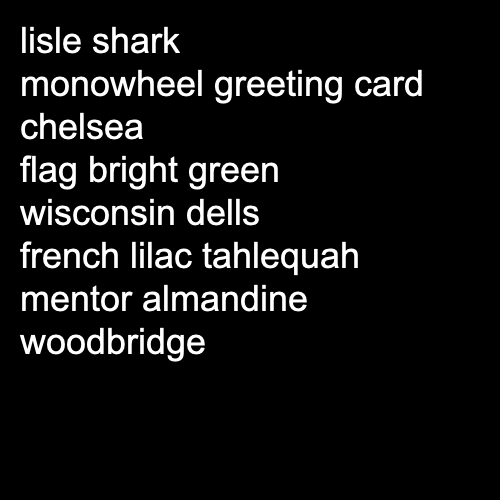 lisle shark
monowheel greeting card
chelsea
flag bright green
wisconsin dells
french lilac tahlequah
mentor almandine
woodbridge